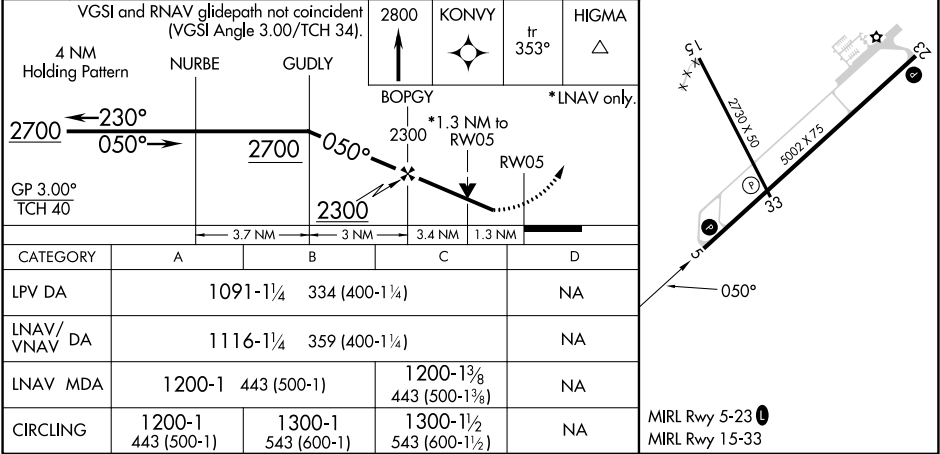 VGSI and RNAV glidepath not coincident
(VGSI Angle 3.00/TCH 34).
2800
KONVY
tr
353°
HIGMA
4 NM
Holding Pattern
NURBE
GUDLY
BOPGY
*LNAV only.
2700
230°
050°
2700
050°
2300
*1.3 NM to
RW05
RW05
GP 3.00°
TCH 40
2300
3.7 NM
3 NM
3.4 NM
1.3 NM
CATEGORY A B C D
LPV DA 1091-1¼ 334 (400-1¼) NA
LNAV/
VNAV DA 1116-1¼ 359 (400-1¼) NA
LNAV MDA 1200-1 443 (500-1) 1200-1⅜
443 (500-1⅜) NA
CIRCLING 1200-1
443 (500-1) 1300-1
543 (600-1) 1300-1½
543 (600-1½) NA
15
X X X
2730 X 50
23
P
5002 X 75
P
33
P
5
050°
MIRL Rwy 5-23 L
MIRL Rwy 15-33